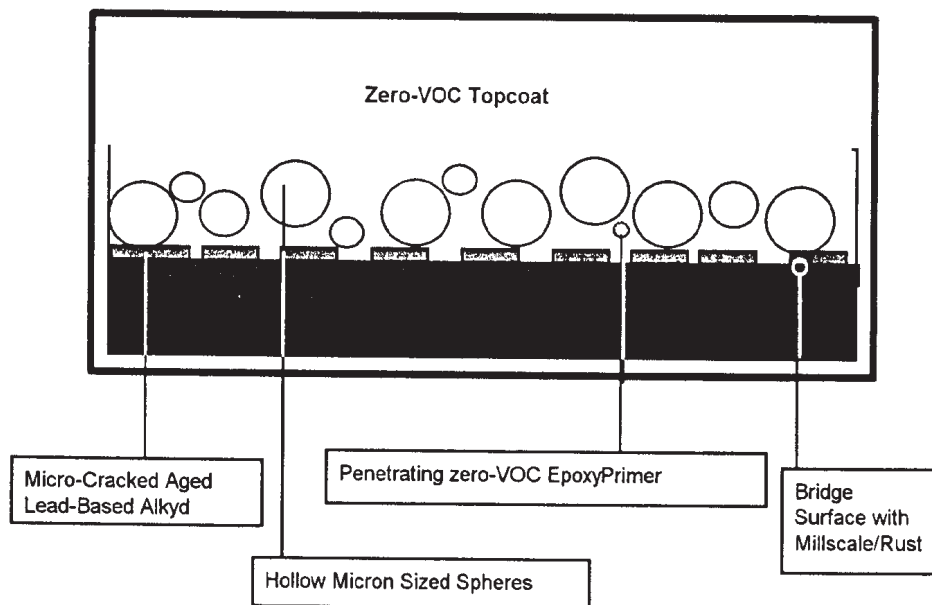 Zero-VOC Topcoat
Micro-Cracked Aged
Lead-Based Alkyd
Penetrating zero-VOC EpoxyPrimer
Bridge
Surface with
Millscale/Rust
Hollow Micron Sized Spheres